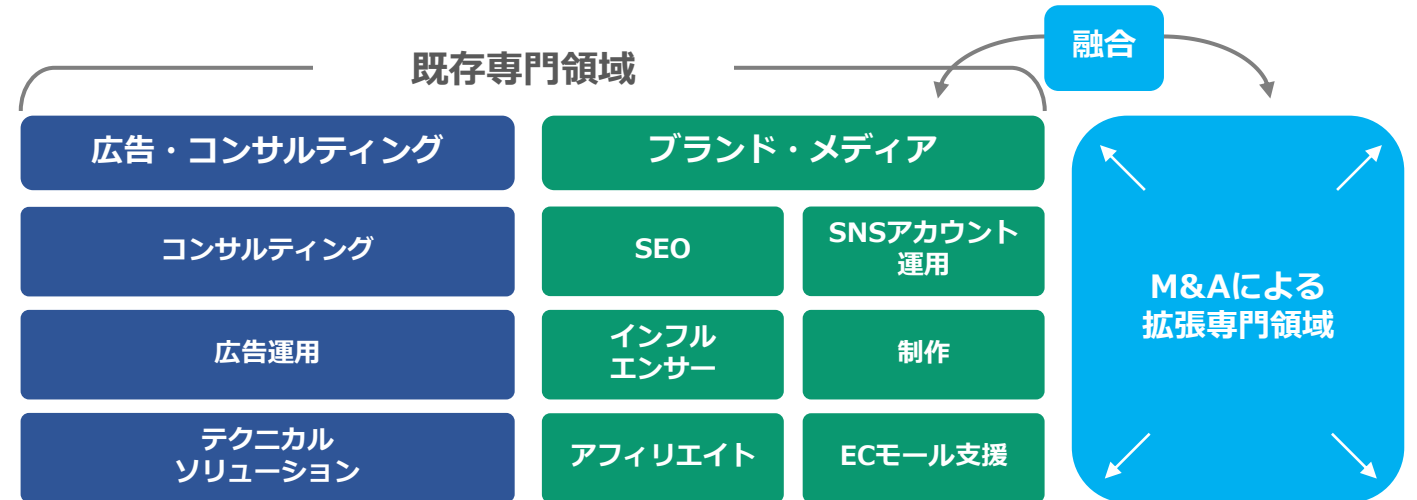 融合
既存専門領域
広告・コンサルティング
ブランド・メディア
コンサルティング
SEO
SNSアカウント
運用
M&Aによる
拡張専門領域
広告運用
インフル
エンサー
制作
テクニカル
ソリューション
アフィリエイト
ECモール支援